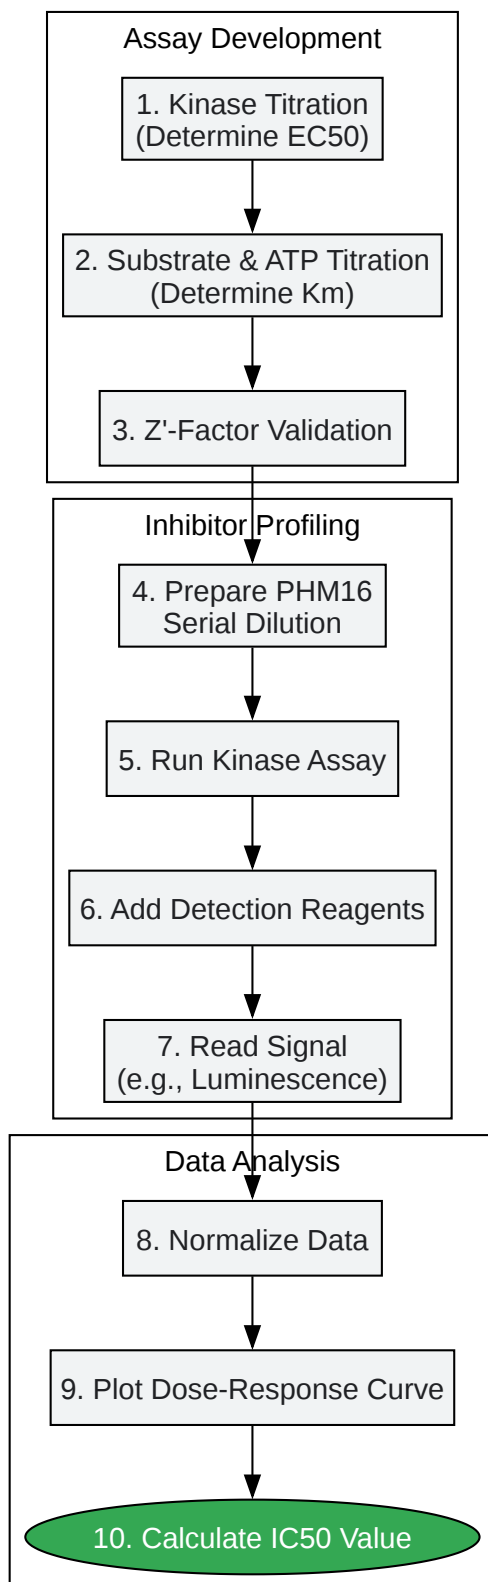 Assay Development
1. Kinase Titration
(Determine EC50)
2. Substrate & ATP Titration
(Determine Km)
3. Z'-Factor Validation
Inhibitor Profiling
4. Prepare PHM16
Serial Dilution
5. Run Kinase Assay
6. Add Detection Reagents
7. Read Signal
(e.g., Luminescence)
Data Analysis
8. Normalize Data
9. Plot Dose-Response Curve
10. Calculate IC50 Value